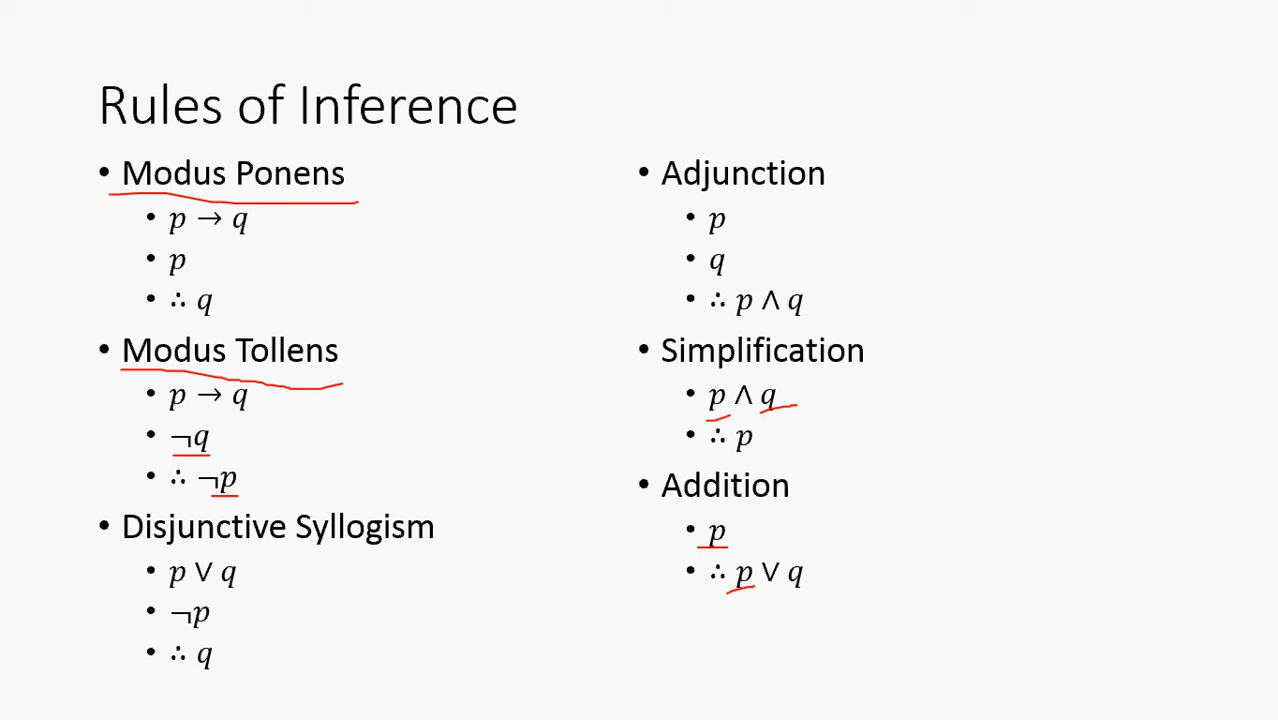 Rules of Inference
• Modus Ponens
• p → q
• p
• ∴ q
• Modus Tollens
• p → q
• ¬q
• ∴ ¬p
• Disjunctive Syllogism
• p ∨ q
• ¬p
• ∴ q
• Adjunction
• p
• q
• ∴ p ∧ q
• Simplification
• p ∧ q
• ∴ p
• Addition
• p
• ∴ p ∨ q